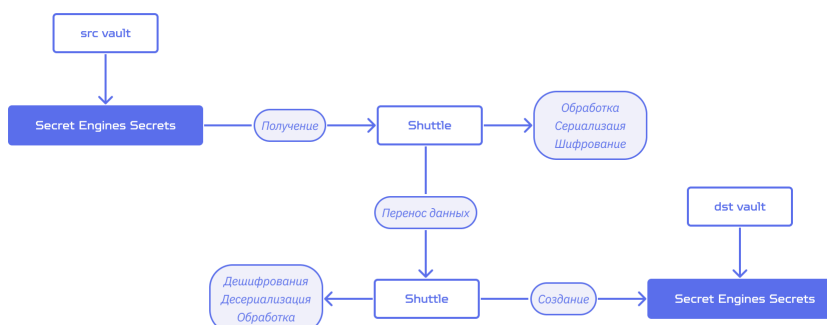 src vault
Secret Engines Secrets
Получение
Shuttle
Обработка
Сериализаия
Шифрование
Перенос данных
dst vault
Дешифрования
Десериализация
Обработка
Shuttle
Создание
Secret Engines Secrets